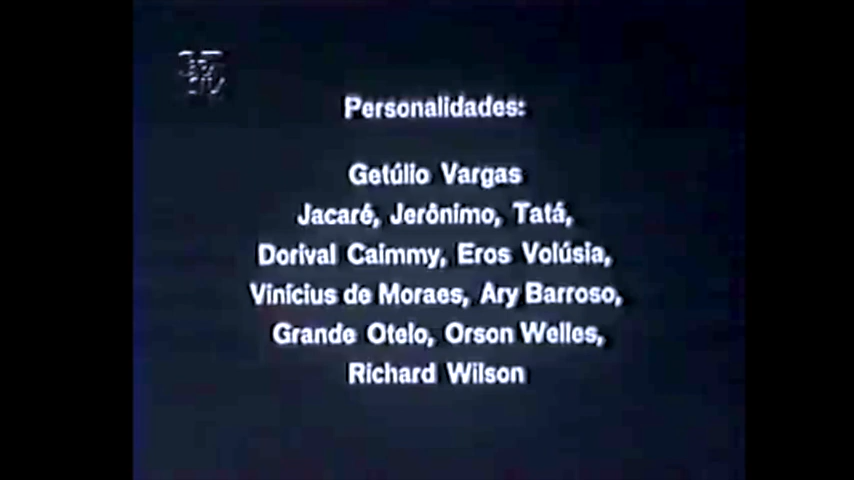 Personalidades:
Getúlio Vargas
Jacaré, Jerônimo, Tatá,
Dorival Caimmy, Eros Volúsia,
Vinícius de Moraes, Ary Barroso,
Grande Otelo, Orson Welles,
Richard Wilson